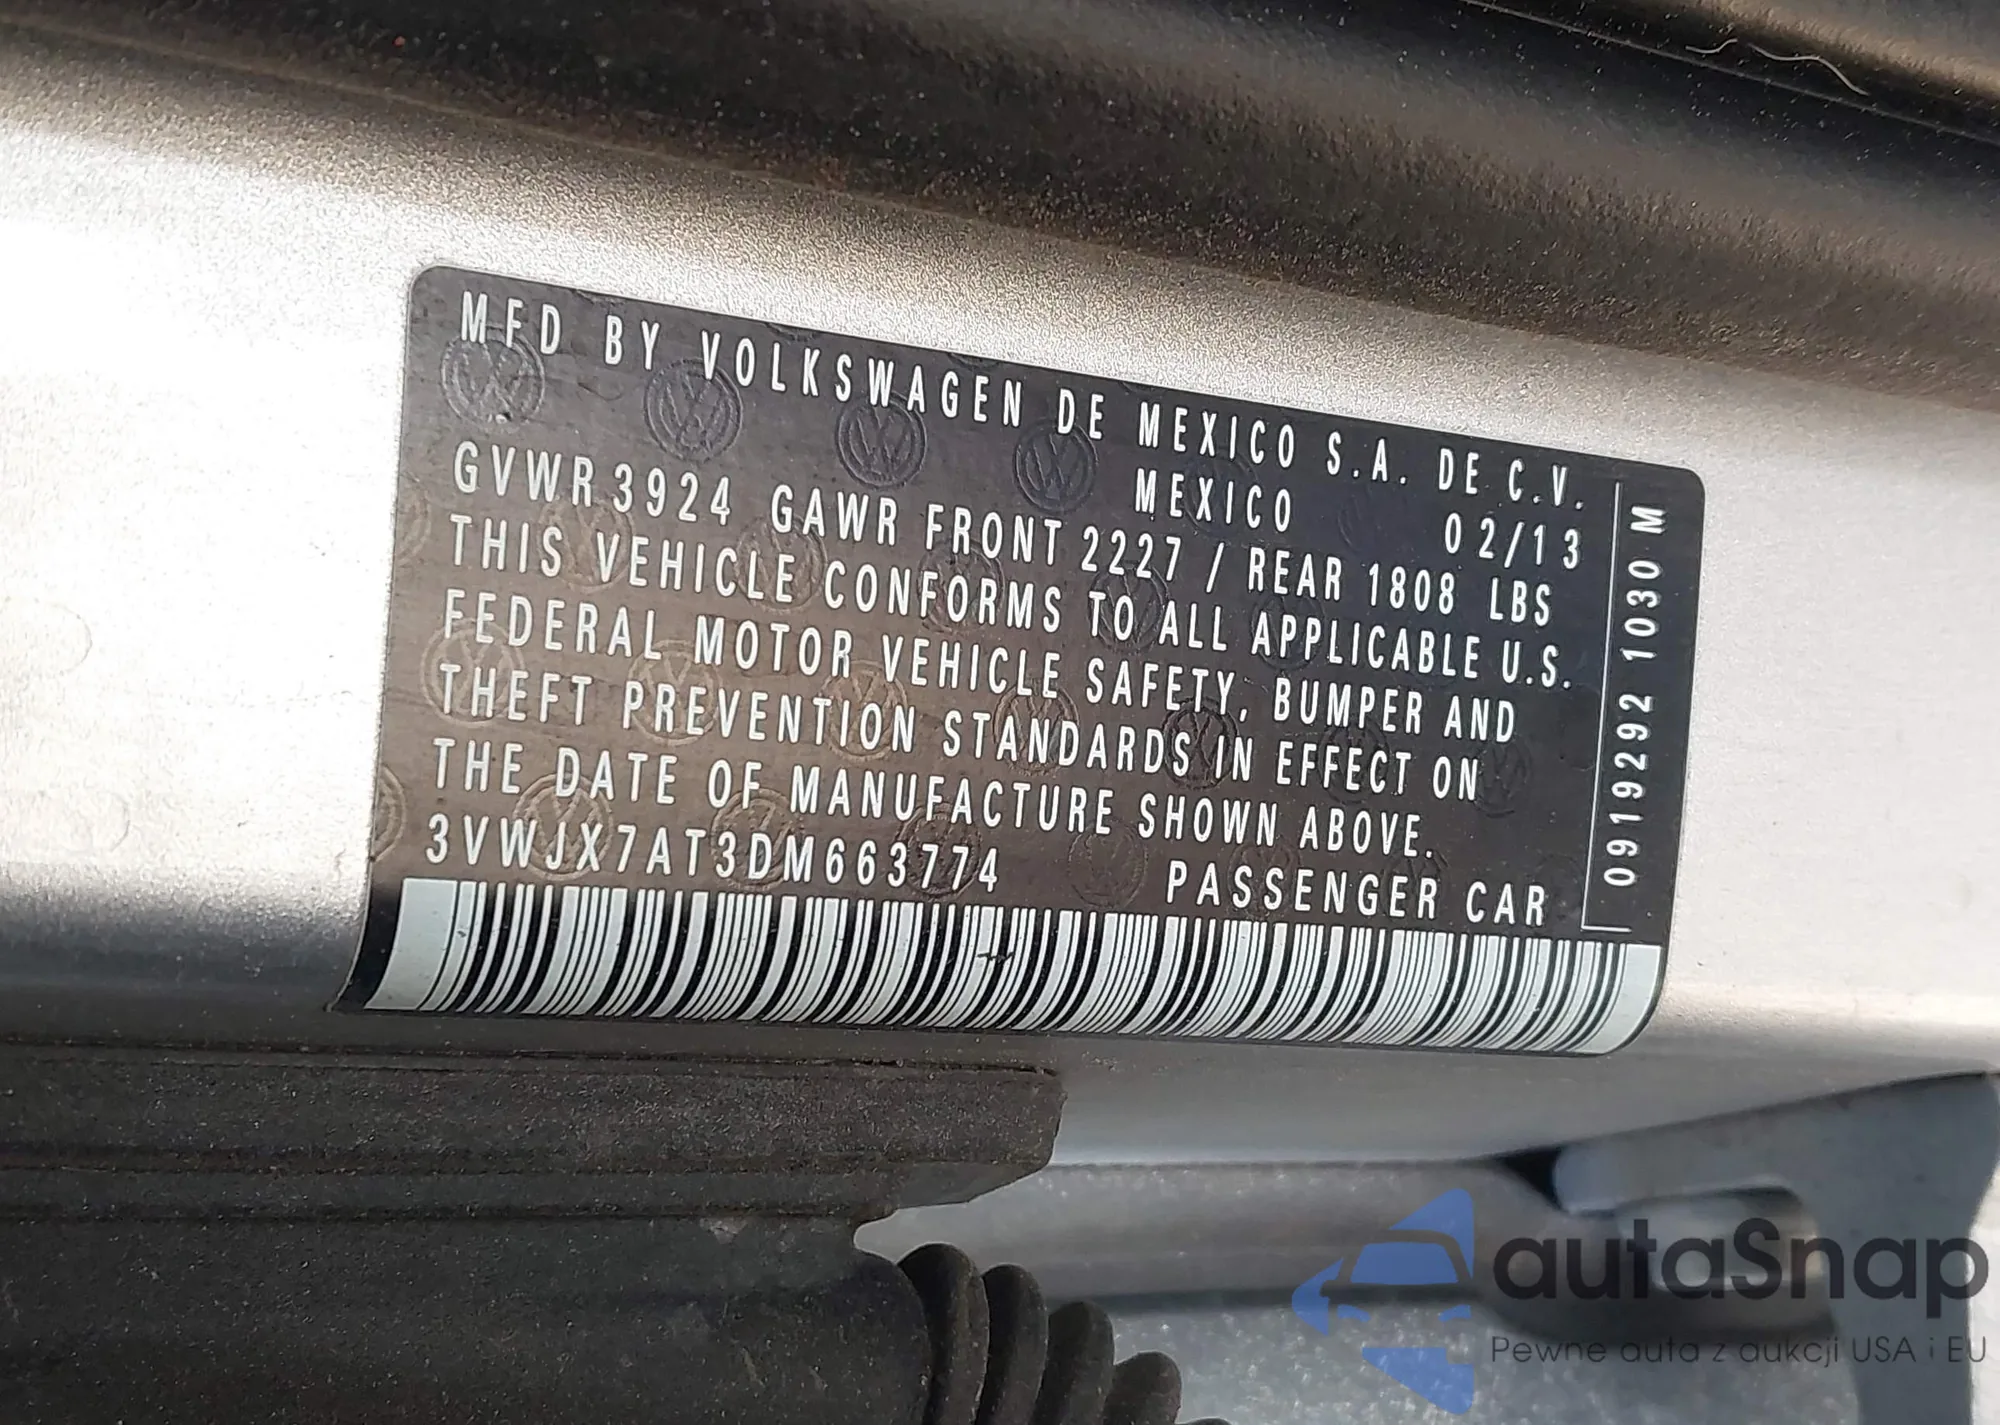 MFD BY VOLKSWAGEN DE MEXICO S.A. DE C.V.
MEXICO 02/13
GVWR 3924 GAWR FRONT 2227 / REAR 1808 LBS
THIS VEHICLE CONFORMS TO ALL APPLICABLE U.S.
FEDERAL MOTOR VEHICLE SAFETY, BUMPER AND
THEFT PREVENTION STANDARDS IN EFFECT ON
THE DATE OF MANUFACTURE SHOWN ABOVE.
3VWJX7AT3DM663774 PASSENGER CAR
0919292 1030 M
autaSnap
Pewne auta z aukcji USA i EU